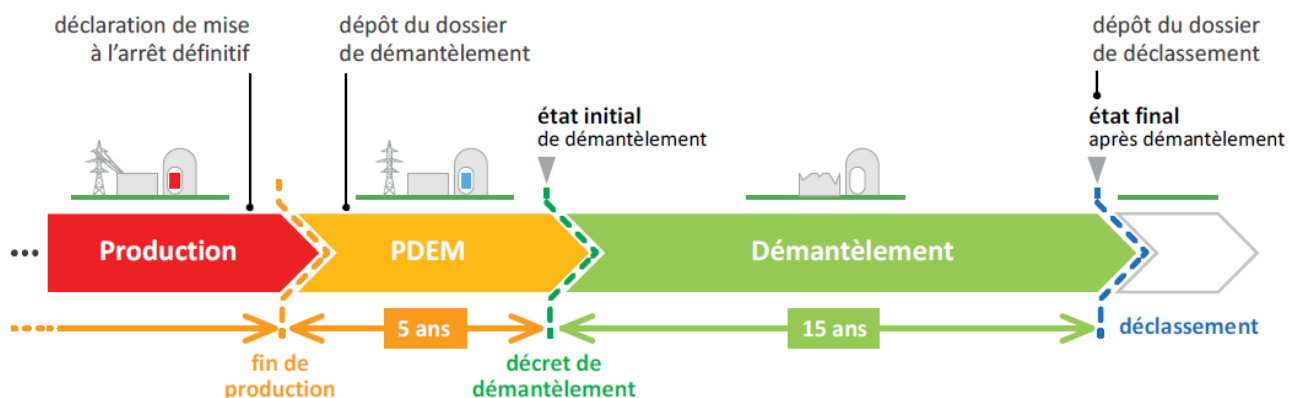 déclaration de mise
à l'arrêt définitif
dépôt du dossier
de démantèlement
dépôt du dossier
de déclassement
état initial
de démantèlement
état final
après démantèlement
...
Production
PDEM
Démantèlement
5 ans
15 ans
déclassement
fin de
production
décret de
démantèlement